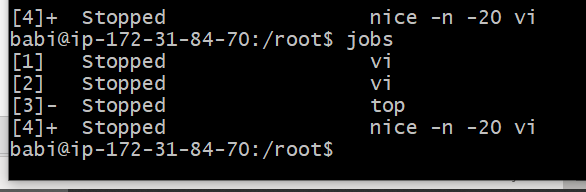 [4]+  Stopped                 nice -n -20 vi
babi@ip-172-31-84-70:/root$ jobs
[1]   Stopped                 vi
[2]   Stopped                 vi
[3]-  Stopped                 top
[4]+  Stopped                 nice -n -20 vi
babi@ip-172-31-84-70:/root$